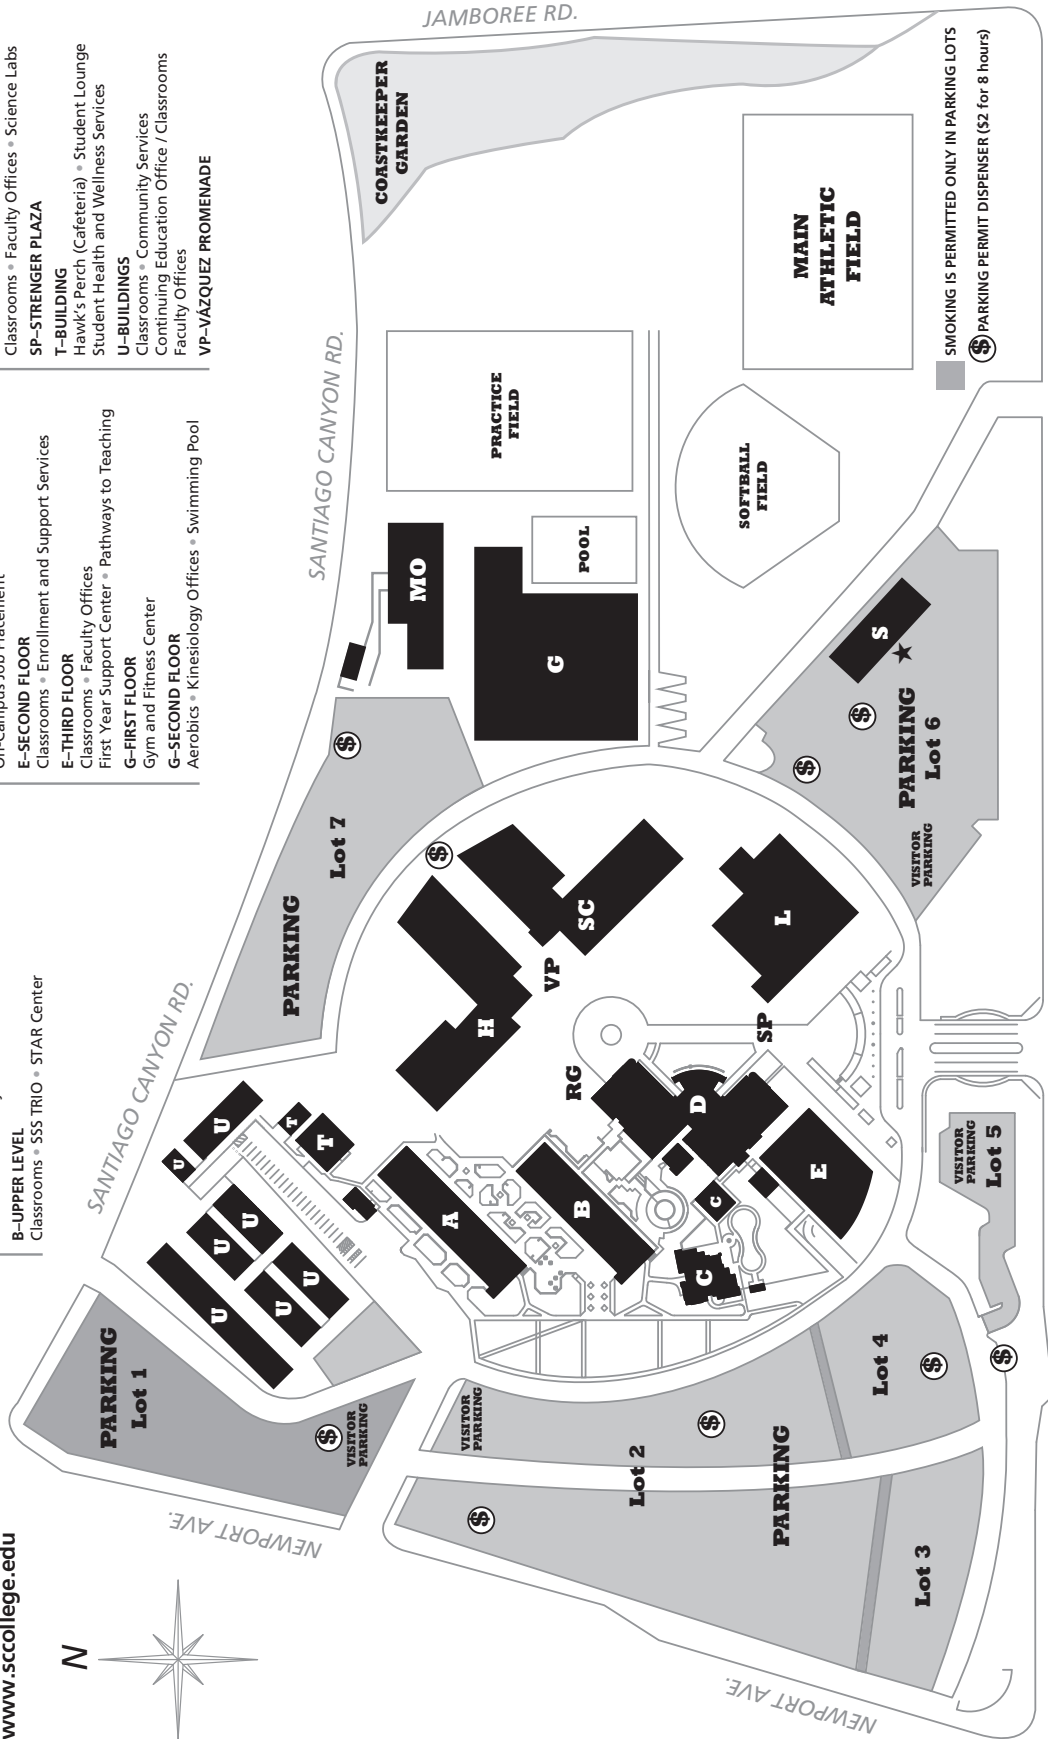 www.sccollege.edu
N
B–UPPER LEVEL
Classrooms • SSS TRIO • STAR Center
E–SECOND FLOOR
Classrooms • Enrollment and Support Services
E–THIRD FLOOR
Classrooms • Faculty Offices
First Year Support Center • Pathways to Teaching
G–FIRST FLOOR
Gym and Fitness Center
G–SECOND FLOOR
Aerobics • Kinesiology Offices • Swimming Pool
Classrooms • Faculty Offices • Science Labs
SP–STRENGER PLAZA
T–BUILDING
Hawk's Perch (Cafeteria) • Student Lounge
Student Health and Wellness Services
U–BUILDINGS
Classrooms • Community Services
Continuing Education Office / Classrooms
Faculty Offices
VP–VÁZQUEZ PROMENADE
SANTIAGO CANYON RD.
SANTIAGO CANYON RD.
JAMBOREE RD.
NEWPORT AVE.
NEWPORT AVE.
COASTKEEPER
GARDEN
PARKING
Lot 1
$
VISITOR
PARKING
U
U
U
U
U
U
U
T
T
PARKING
Lot 7
$
$
MO
G
POOL
PRACTICE
FIELD
SOFTBALL
FIELD
MAIN
ATHLETIC
FIELD
A
B
C
C
D
E
H
SC
L
VP
RG
SP
S
PARKING
Lot 6
$
$
VISITOR
PARKING
VISITOR
PARKING
Lot 5
VISITOR
PARKING
Lot 2
PARKING
$
$
Lot 4
$
$
Lot 3
SMOKING IS PERMITTED ONLY IN PARKING LOTS
$ PARKING PERMIT DISPENSER ($2 for 8 hours)